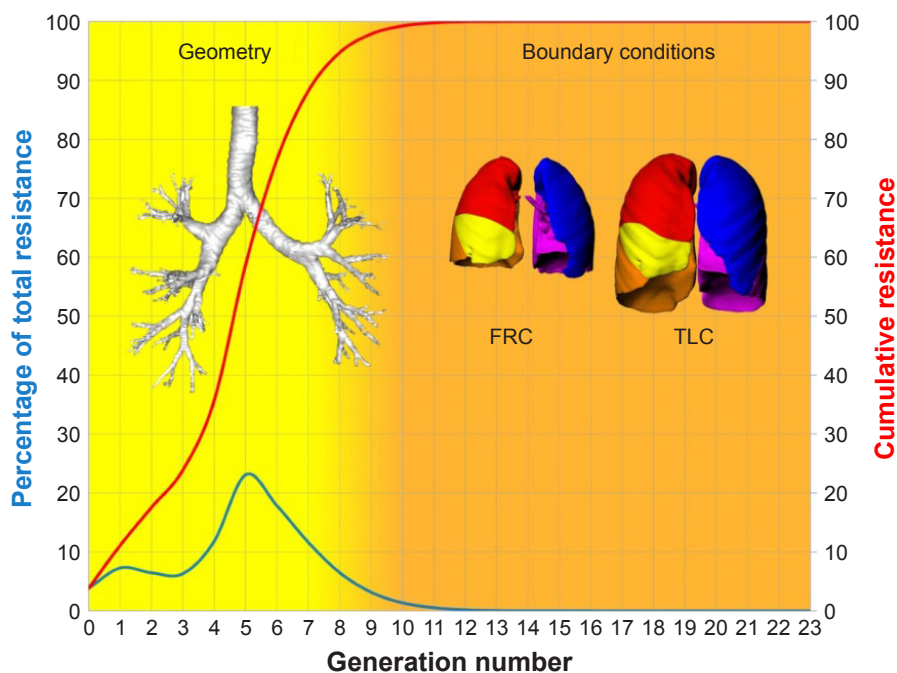 Geometry
Boundary conditions
Percentage of total resistance
100
90
80
70
60
50
40
30
20
10
0
FRC
TLC
100
90
80
70
60
50
40
30
20
10
0
Cumulative resistance
0 1 2 3 4 5 6 7 8 9 10 11 12 13 14 15 16 17 18 19 20 21 22 23
Generation number